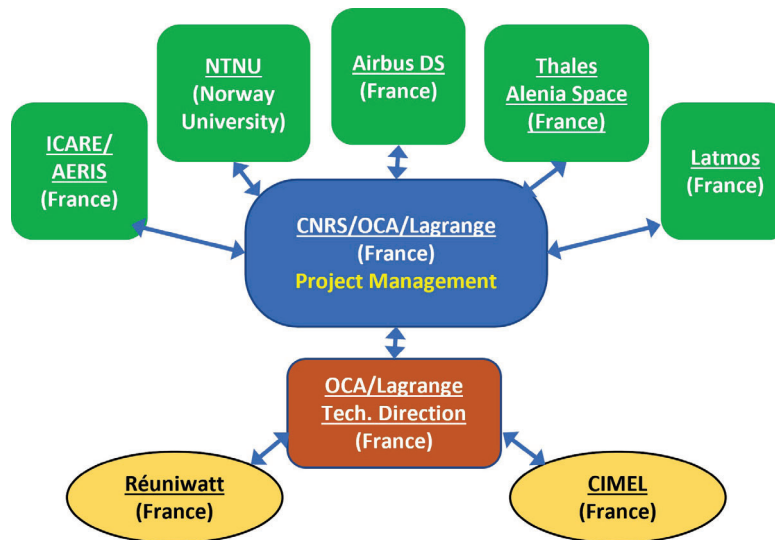 NTNU
(Norway
University)
Airbus DS
(France)
Thales
Alenia Space
(France)
ICARE/
AERIS
(France)
Latmos
(France)
CNRS/OCA/Lagrange
(France)
Project Management
OCA/Lagrange
Tech. Direction
(France)
Réuniwatt
(France)
CIMEL
(France)